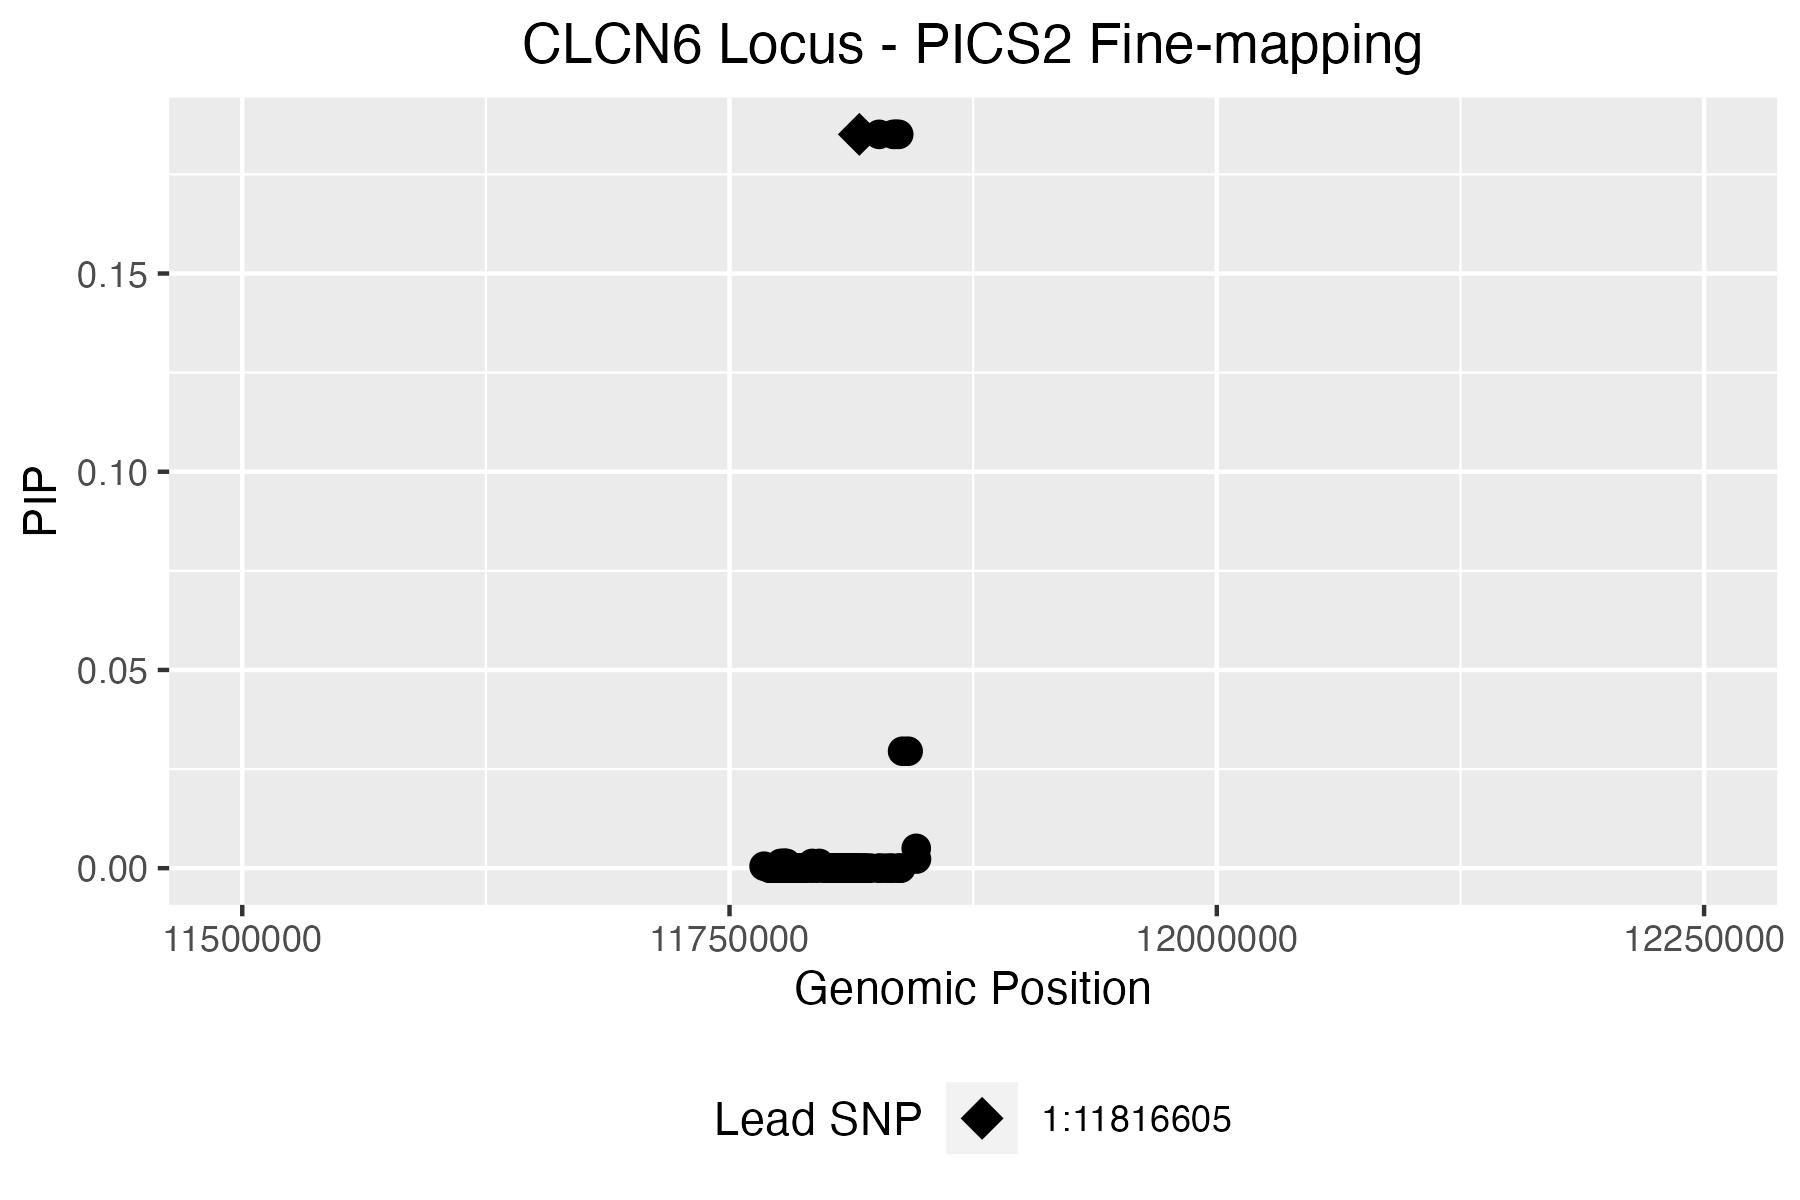 CLCN6 Locus - PICS2 Fine-mapping
PIP
0.15
0.10
0.05
0.00
11500000 11750000 12000000 12250000
Genomic Position
Lead SNP 1:11816605